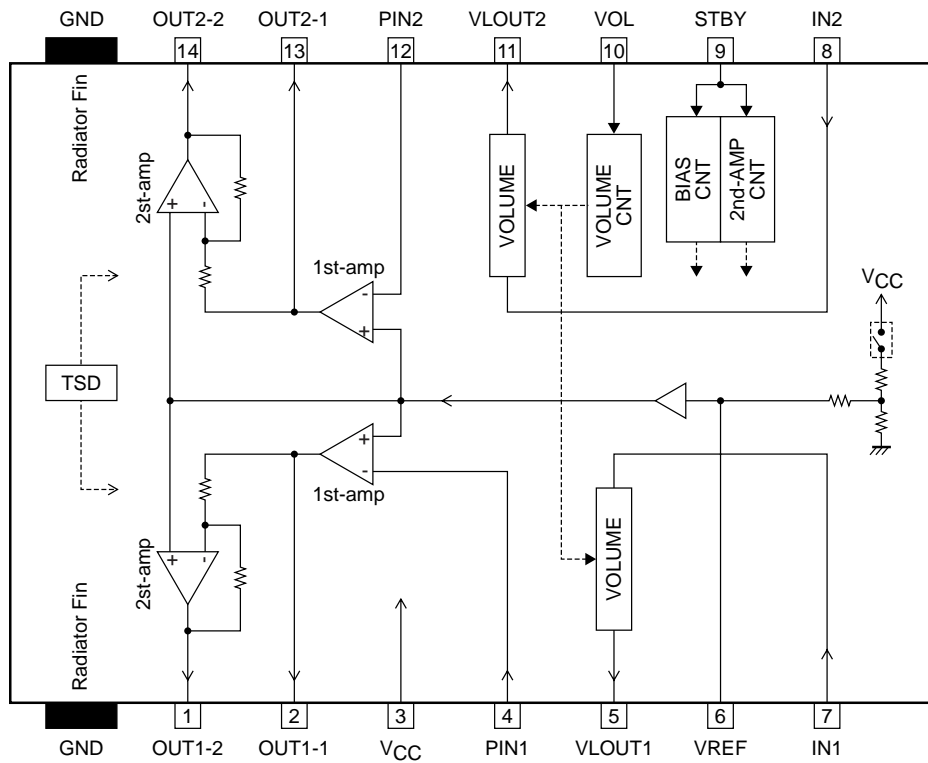 GND OUT2-2 OUT2-1 PIN2 VLOUT2 VOL STBY IN2
14 13 12 11 10 9 8
Radiator Fin
2st-amp
+ -
VOLUME
VOLUME
CNT
BIAS
CNT
2nd-AMP
CNT
1st-amp
-
+
VCC
TSD
+
-
1st-amp
2st-amp
+ -
VOLUME
Radiator Fin
1 2 3 4 5 6 7
GND OUT1-2 OUT1-1 VCC PIN1 VLOUT1 VREF IN1